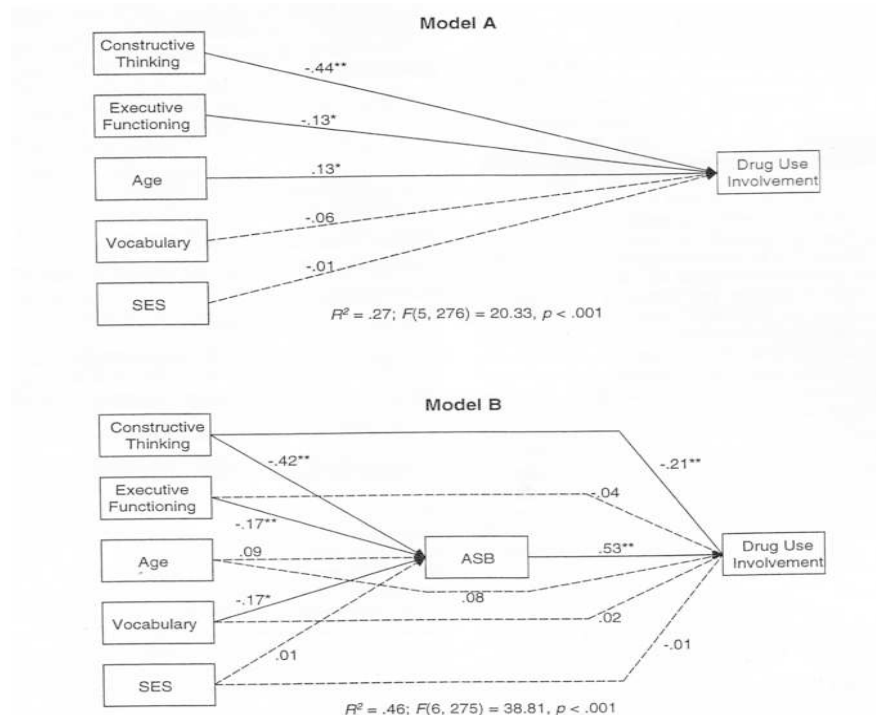 Model A
Constructive
Thinking
-.44**
Executive
Functioning
-.13*
Age
.13*
Drug Use
Involvement
Vocabulary
-.06
SES
-.01
R² = .27; F(5, 276) = 20.33, p < .001
Model B
Constructive
Thinking
-.42**
-.21**
Executive
Functioning
-.04
-.17**
Age
.09
ASB
.53**
Drug Use
Involvement
.08
Vocabulary
-.17*
.02
SES
.01
-.01
R² = .46; F(6, 275) = 38.81, p < .001